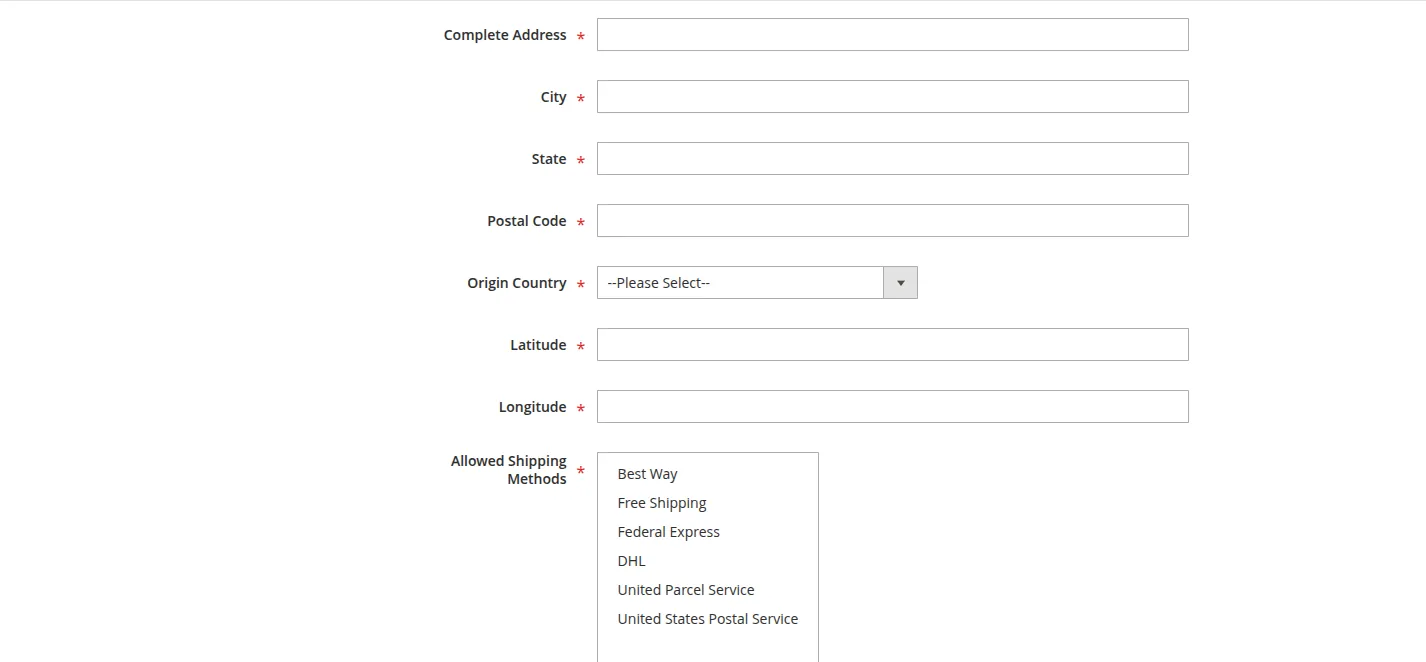 Complete Address *
City *
State *
Postal Code *
Origin Country * --Please Select--
Latitude *
Longitude *
Allowed Shipping
Methods *
Best Way
Free Shipping
Federal Express
DHL
United Parcel Service
United States Postal Service